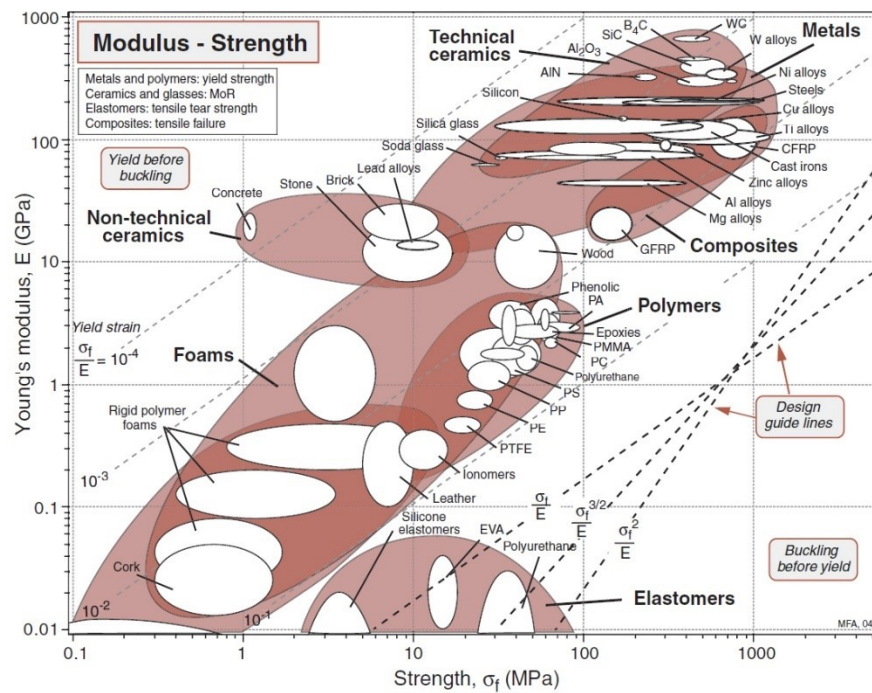 Modulus - Strength
Metals and polymers: yield strength
Ceramics and glasses: MoR
Elastomers: tensile tear strength
Composites: tensile failure
Yield before
buckling
Technical
ceramics
B4C
SiC
Al2O3
AlN
Silicon
Silica glass
Soda glass
WC
W alloys
Metals
Ni alloys
Steels
Cu alloys
Ti alloys
CFRP
Cast irons
Zinc alloys
Al alloys
Mg alloys
Composites
GFRP
Concrete
Stone
Brick
Lead alloys
Non-technical
ceramics
Wood
Phenolic
PA
Polymers
Epoxies
PMMA
PC
Polyurethane
PS
PP
PE
PTFE
Ionomers
Leather
Yield strain
σf
E
= 10-4
Foams
Rigid polymer
foams
10-3
10-2
10-1
Cork
Silicone
elastomers
EVA
Polyurethane
Elastomers
σf
E
σf3/2
E
σf2
E
Design
guide lines
Buckling
before yield
MFA, 04
Young's modulus, E (GPa)
1000
100
10
1
0.1
0.01
0.1
1
10
100
1000
Strength, σf (MPa)